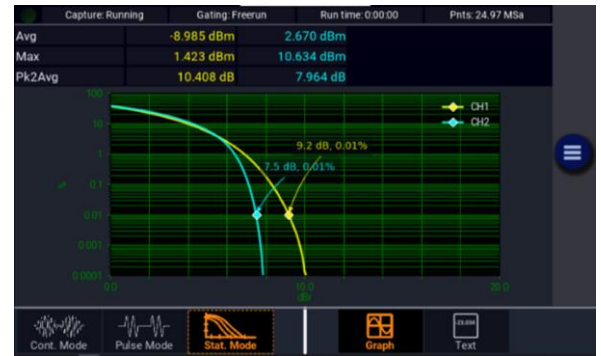 Capture: Running Gating: Freerun Run time: 0:00:00 Pnts: 24.97 MSa
Avg -8.985 dBm 2.670 dBm
Max 1.423 dBm 10.634 dBm
Pk2Avg 10.408 dB 7.964 dB
100
CH1
10
CH2
9.2 dB, 0.01%
1
7.5 dB, 0.01%
%
0.1
0.01
0.001
0.0001
0.0 10.0 20.0
dBr
Cont. Mode Pulse Mode Stat. Mode Graph Text